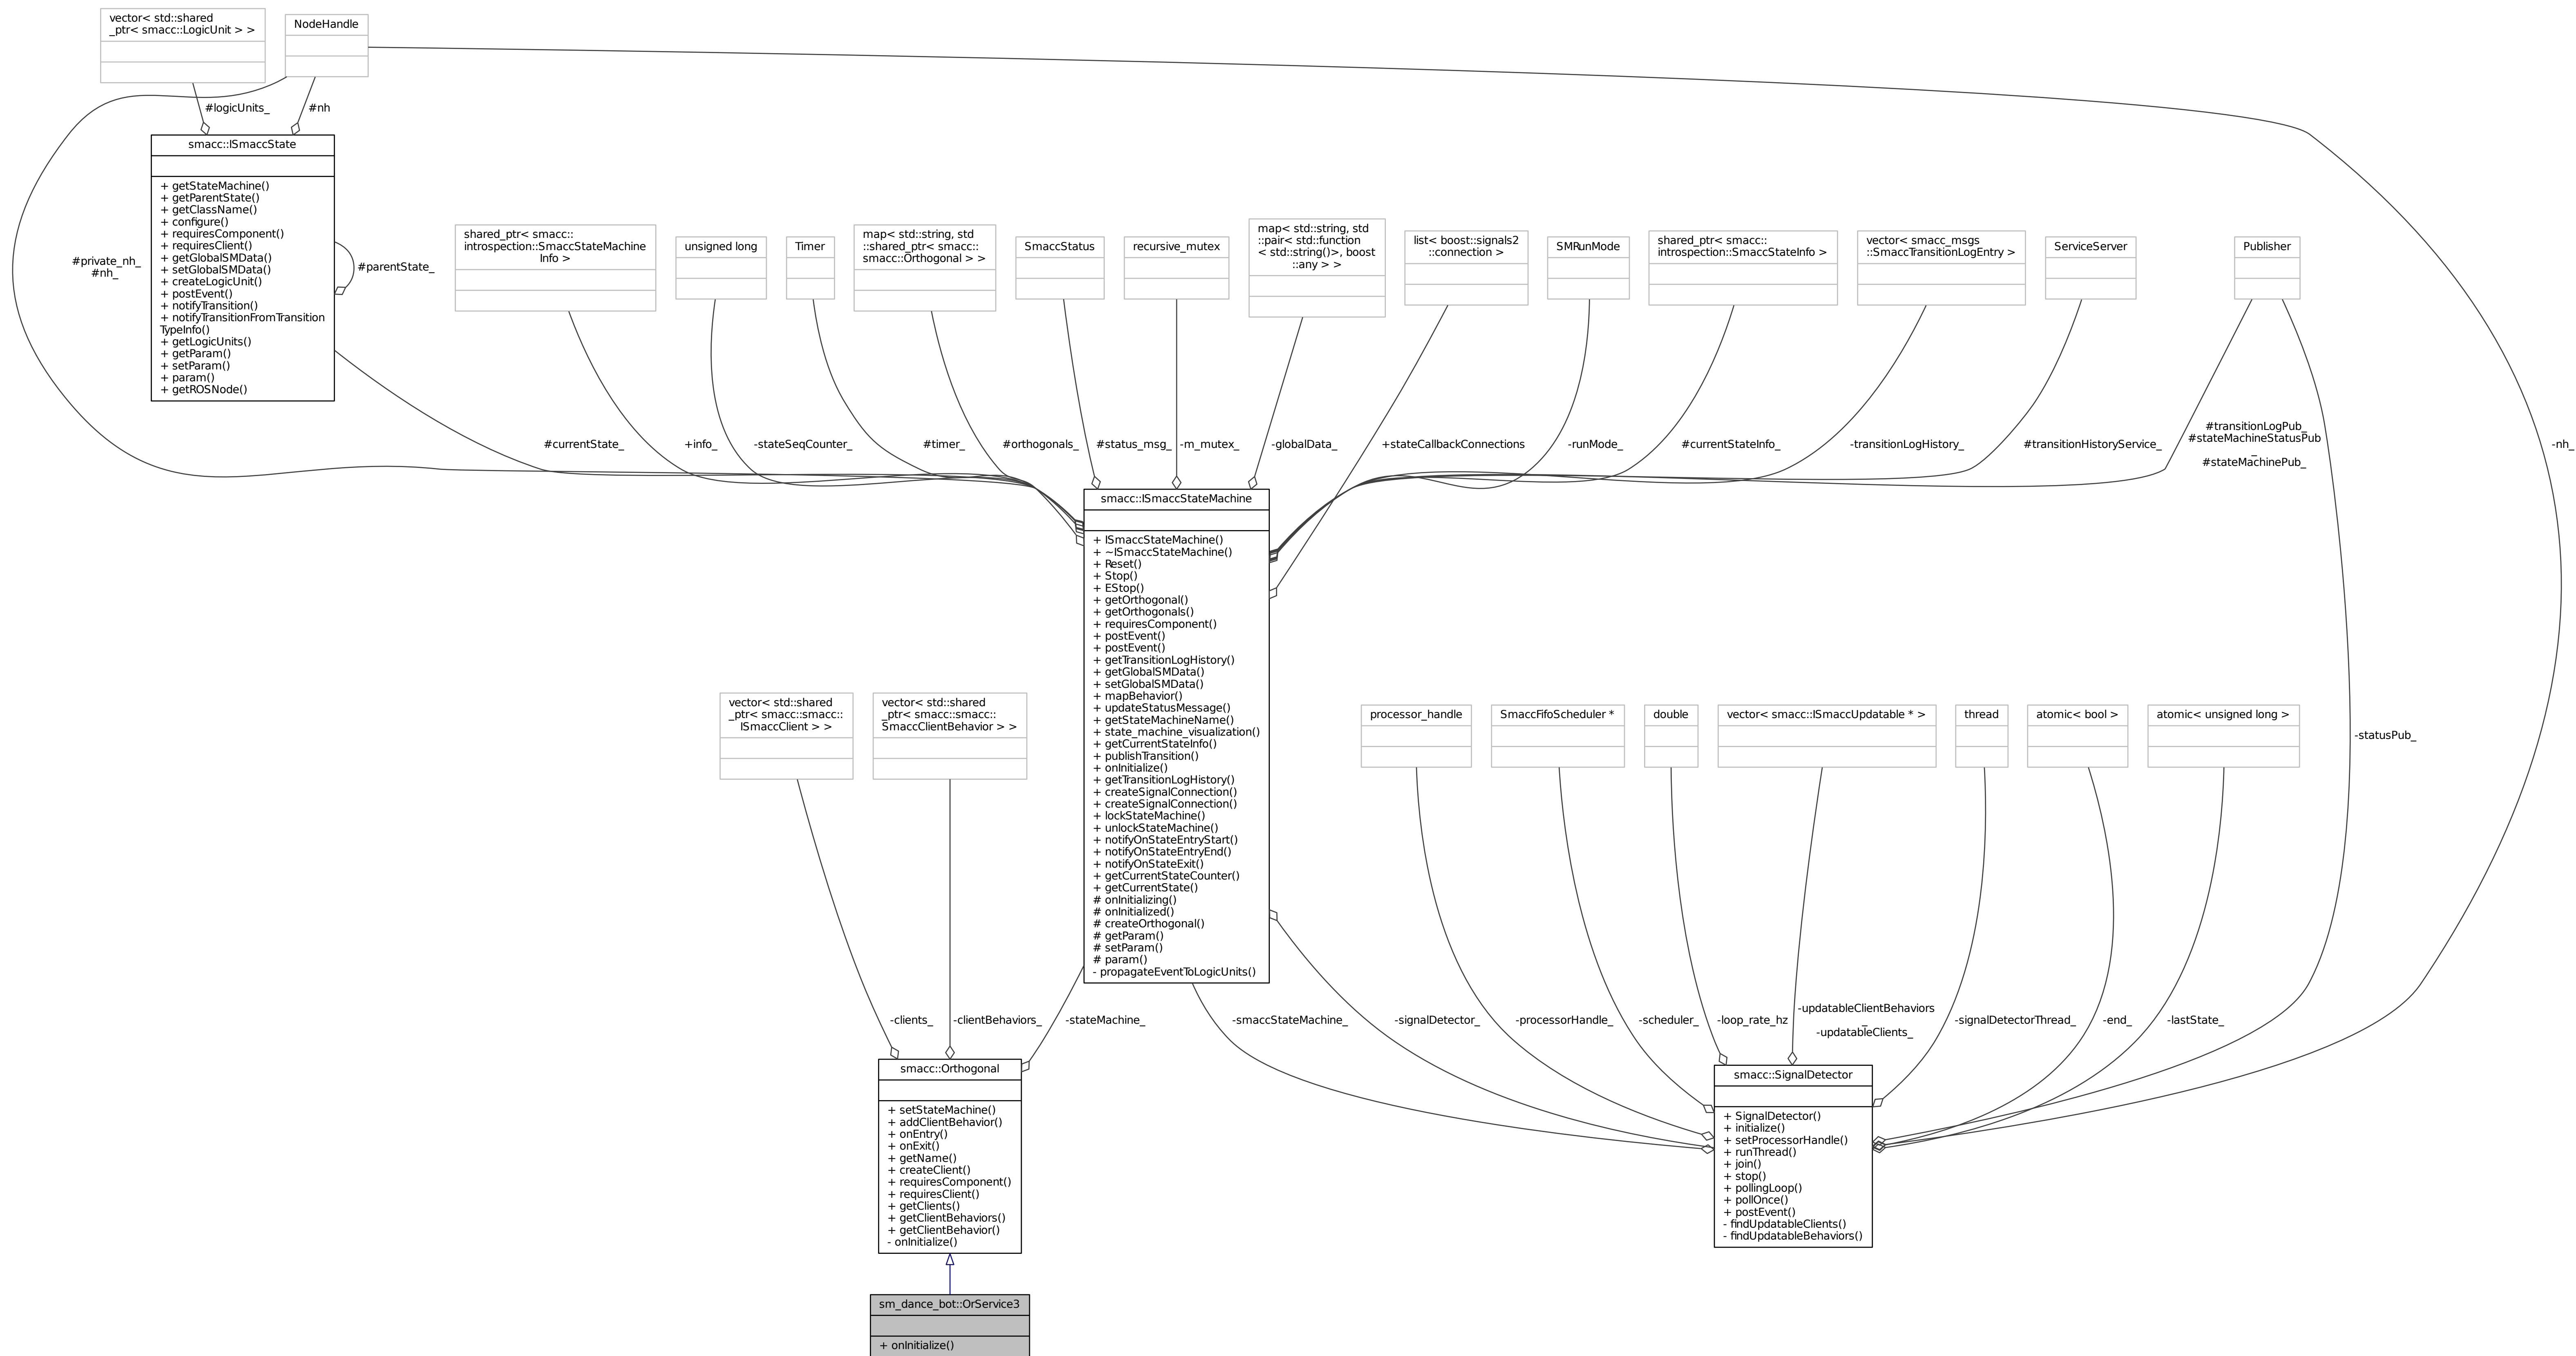 vector< std::shared
_ptr< smacc::LogicUnit > >
NodeHandle
#logicUnits_
#nh
smacc::ISmaccState
+ getStateMachine()
+ getParentState()
+ getClassName()
+ configure()
+ requiresComponent()
+ requiresClient()
+ getGlobalSMData()
+ setGlobalSMData()
+ createLogicUnit()
+ postEvent()
+ notifyTransition()
+ notifyTransitionFromTransition
TypeInfo()
+ getLogicUnits()
+ getParam()
+ setParam()
+ param()
+ getROSNode()
#private_nh_
#nh_
#parentState_
shared_ptr< smacc::
introspection::SmaccStateMachine
Info >
unsigned long
Timer
map< std::string, std
::shared_ptr< smacc::
smacc::Orthogonal > >
SmaccStatus
recursive_mutex
map< std::string, std
::pair< std::function
< std::string()>, boost
::any > >
list< boost::signals2
::connection >
SMRunMode
shared_ptr< smacc::
introspection::SmaccStateInfo >
vector< smacc_msgs
::SmaccTransitionLogEntry >
ServiceServer
Publisher
#currentState_
+info_
-stateSeqCounter_
#timer_
#orthogonals_
#status_msg_
-m_mutex_
-globalData_
+stateCallbackConnections
-runMode_
#currentStateInfo_
-transitionLogHistory_
#transitionHistoryService_
#transitionLogPub_
#stateMachineStatusPub
_
#stateMachinePub_
-nh_
smacc::ISmaccStateMachine
+ ISmaccStateMachine()
+ ~ISmaccStateMachine()
+ Reset()
+ Stop()
+ EStop()
+ getOrthogonal()
+ getOrthogonals()
+ requiresComponent()
+ postEvent()
+ postEvent()
+ getTransitionLogHistory()
+ getGlobalSMData()
+ setGlobalSMData()
+ mapBehavior()
+ updateStatusMessage()
+ getStateMachineName()
+ state_machine_visualization()
+ getCurrentStateInfo()
+ publishTransition()
+ onInitialize()
+ getTransitionLogHistory()
+ createSignalConnection()
+ createSignalConnection()
+ lockStateMachine()
+ unlockStateMachine()
+ notifyOnStateEntryStart()
+ notifyOnStateEntryEnd()
+ notifyOnStateExit()
+ getCurrentStateCounter()
+ getCurrentState()
# onInitializing()
# onInitialized()
# createOrthogonal()
# getParam()
# setParam()
# param()
- propagateEventToLogicUnits()
vector< std::shared
_ptr< smacc::smacc::
ISmaccClient > >
vector< std::shared
_ptr< smacc::smacc::
SmaccClientBehavior > >
processor_handle
SmaccFifoScheduler *
double
vector< smacc::ISmaccUpdatable * >
thread
atomic< bool >
atomic< unsigned long >
-statusPub_
-clients_
-clientBehaviors_
-stateMachine_
-smaccStateMachine_
-signalDetector_
-processorHandle_
-scheduler_
-loop_rate_hz
-updatableClientBehaviors
_
-updatableClients_
-signalDetectorThread_
-end_
-lastState_
smacc::Orthogonal
+ setStateMachine()
+ addClientBehavior()
+ onEntry()
+ onExit()
+ getName()
+ createClient()
+ requiresComponent()
+ requiresClient()
+ getClients()
+ getClientBehaviors()
+ getClientBehavior()
- onInitialize()
smacc::SignalDetector
+ SignalDetector()
+ initialize()
+ setProcessorHandle()
+ runThread()
+ join()
+ stop()
+ pollingLoop()
+ pollOnce()
+ postEvent()
- findUpdatableClients()
- findUpdatableBehaviors()
sm_dance_bot::OrService3
+ onInitialize()